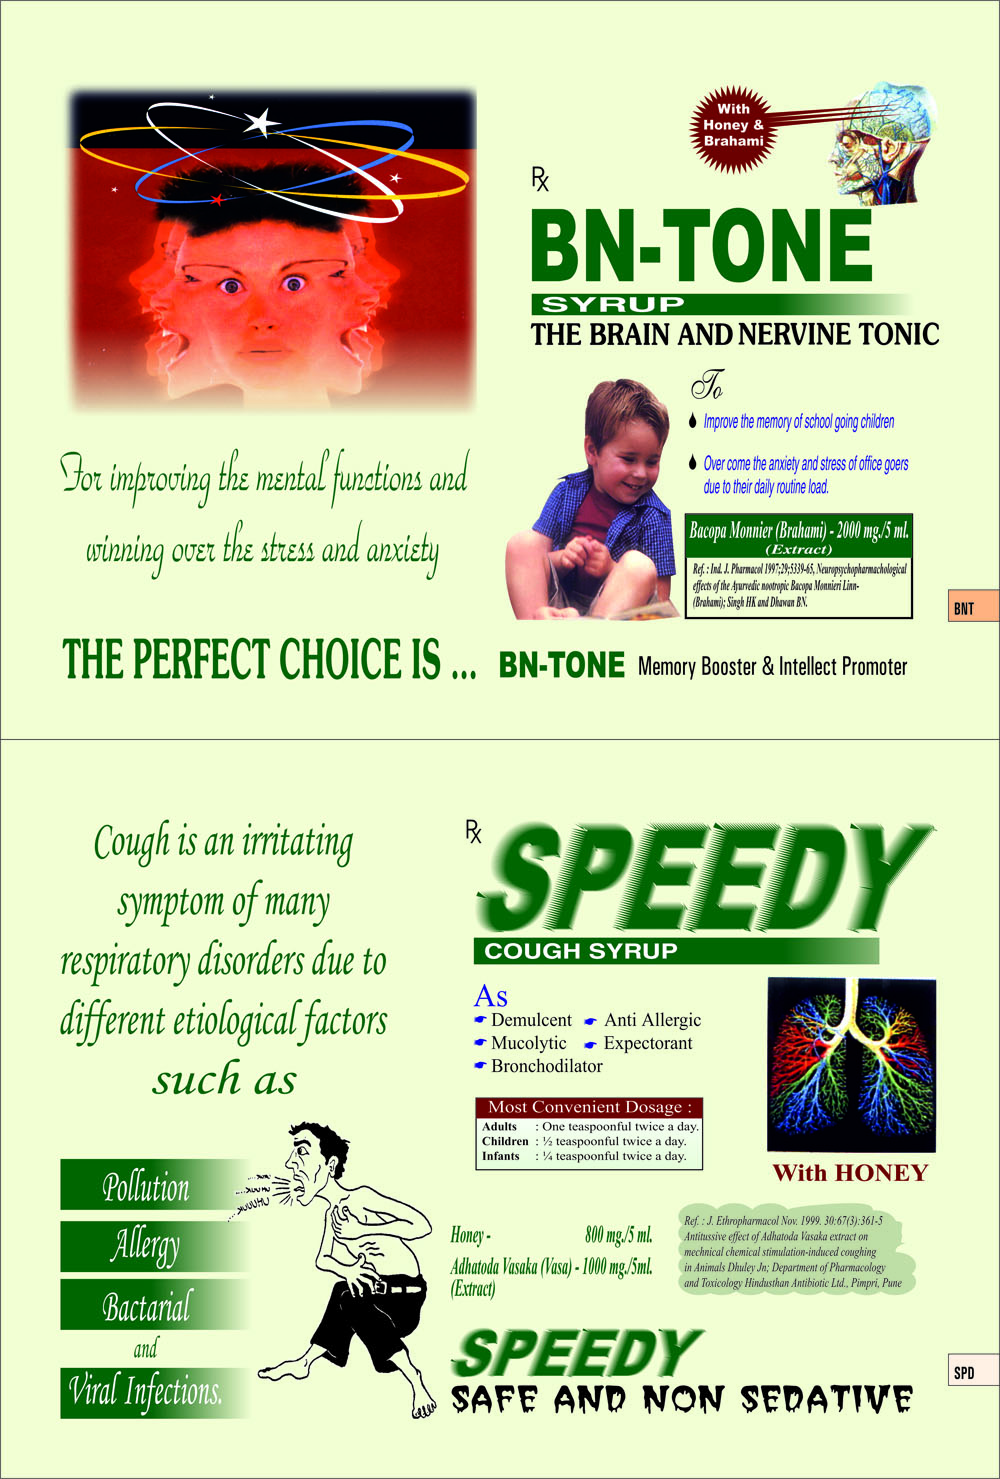 With
Honey &
Brahami
Rx
BN-TONE
SYRUP
THE BRAIN AND NERVINE TONIC
To
Improve the memory of school going children
Over come the anxiety and stress of office goers
due to their daily routine load.
Bacopa Monnier (Brahami) - 2000 mg./5 ml.
(Extract)
Ref. : Ind. J. Pharmacol 1997;29;5339-65, Neuropsychopharmachological
effects of the Ayurvedic nootropic Bacopa Monnieri Linn-
(Brahami); Singh HK and Dhawan BN.
BNT
For improving the mental functions and
winning over the stress and anxiety
THE PERFECT CHOICE IS ...
BN-TONE Memory Booster & Intellect Promoter
Cough is an irritating
symptom of many
respiratory disorders due to
different etiological factors
such as
Pollution
Allergy
Bactarial
and
Viral Infections.
Rx
SPEEDY
COUGH SYRUP
As
Demulcent Anti Allergic
Mucolytic Expectorant
Bronchodilator
Most Convenient Dosage :
Adults : One teaspoonful twice a day.
Children : ½ teaspoonful twice a day.
Infants : ¼ teaspoonful twice a day.
With HONEY
Honey - 800 mg./5 ml.
Adhatoda Vasaka (Vasa) - 1000 mg./5ml.
(Extract)
Ref. : J. Ethropharmacol Nov. 1999. 30:67(3):361-5
Antitussive effect of Adhatoda Vasaka extract on
mechnical chemical stimulation-induced coughing
in Animals Dhuley Jn; Department of Pharmacology
and Toxicology Hindusthan Antibiotic Ltd., Pimpri, Pune
SPEEDY
SAFE AND NON SEDATIVE
SPD